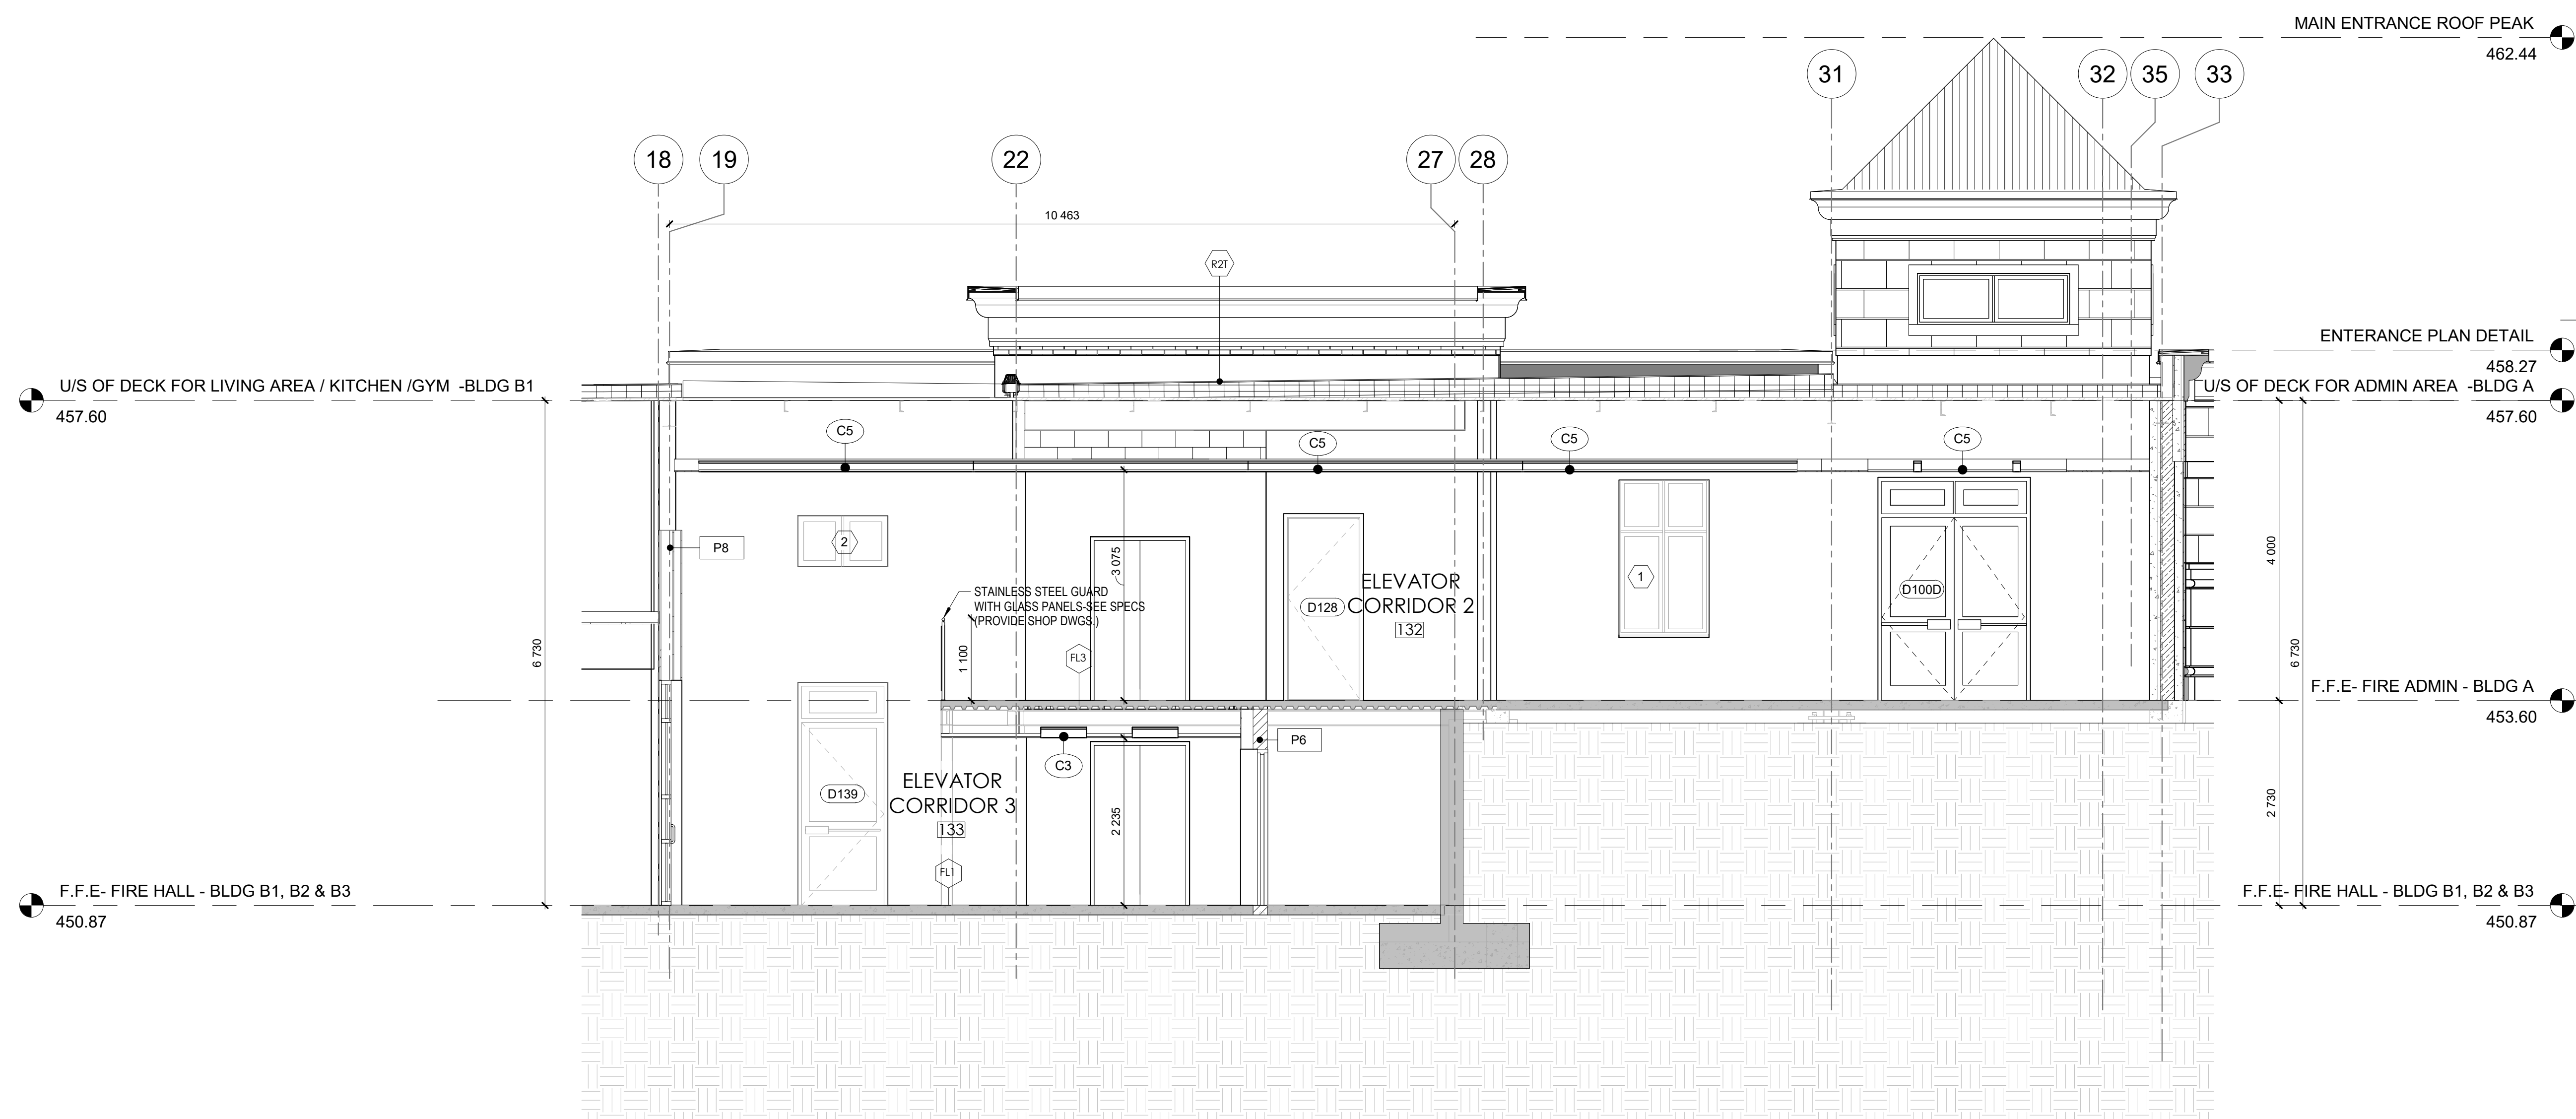 MAIN ENTRANCE ROOF PEAK
462.44
31
32
35
33
18
19
22
27
28
10 463
R2T
ENTERANCE PLAN DETAIL
458.27
U/S OF DECK FOR LIVING AREA / KITCHEN /GYM -BLDG B1
457.60
U/S OF DECK FOR ADMIN AREA -BLDG A
457.60
C5
C5
C5
C5
P8
2
3 075
STAINLESS STEEL GUARD
WITH GLASS PANELS-SEE SPECS
(PROVIDE SHOP DWGS.)
ELEVATOR
CORRIDOR 2
132
D128
1
D100D
4 000
6 730
6 730
1 100
FL3
F.F.E- FIRE ADMIN - BLDG A
453.60
P6
C3
ELEVATOR
CORRIDOR 3
133
D139
2 235
2 730
FL1
F.F.E- FIRE HALL - BLDG B1, B2 & B3
450.87
F.F.E- FIRE HALL - BLDG B1, B2 & B3
450.87